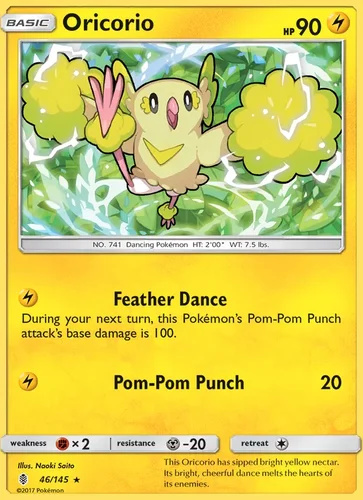 BASIC Oricorio HP 90
NO. 741 Dancing Pokémon HT: 2'00" WT: 7.5 lbs.
Feather Dance
During your next turn, this Pokémon's Pom-Pom Punch
attack's base damage is 100.
Pom-Pom Punch 20
weakness × 2 resistance -20 retreat
Illus. Naoki Saito
46/145 ★
©2017 Pokémon
This Oricorio has sipped bright yellow nectar.
Its bright, cheerful dance melts the hearts of
its enemies.